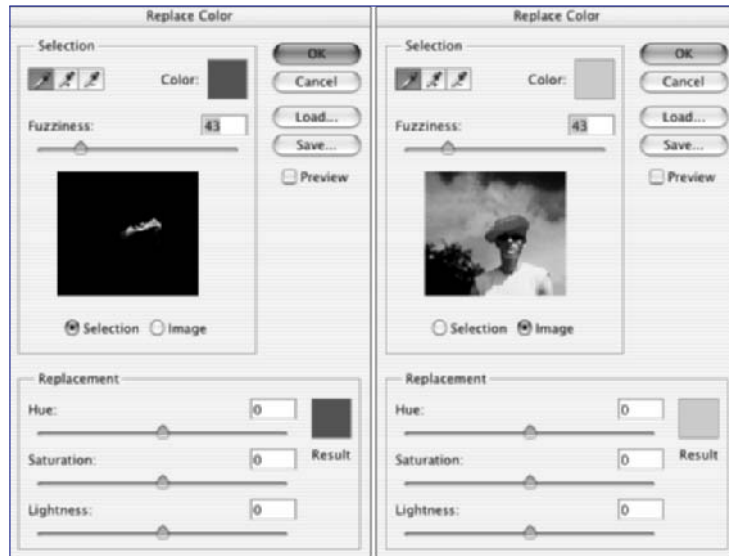 Replace Color
Selection
OK
Color:
Cancel
Fuzziness:
43
Load...
Save...
Preview
Selection Image
Replacement
Hue:
0
Saturation:
0
Result
Lightness:
0
Replace Color
Selection
OK
Color:
Cancel
Fuzziness:
43
Load...
Save...
Preview
Selection Image
Replacement
Hue:
0
Saturation:
0
Result
Lightness:
0